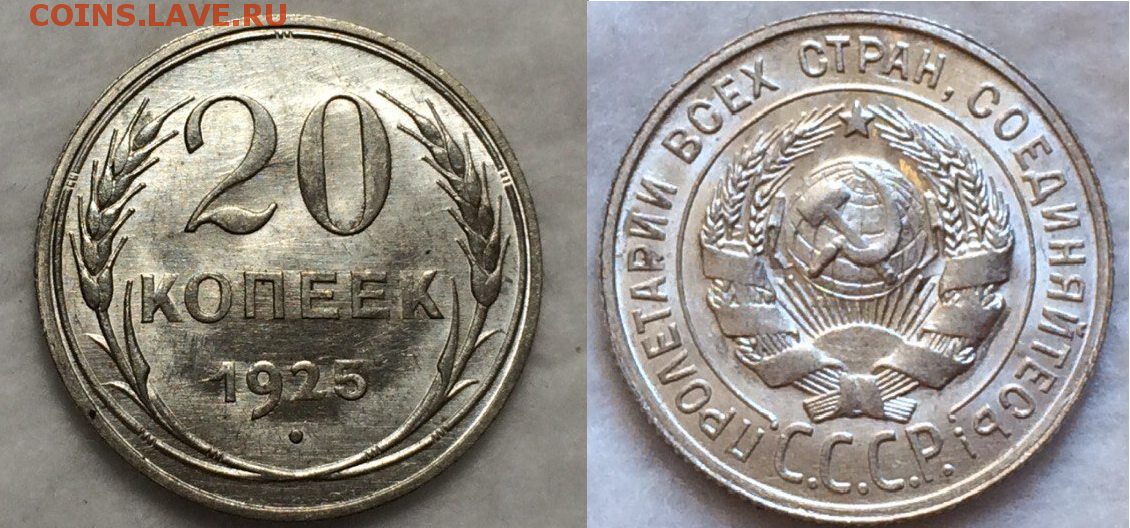 COINS.LAVE.RU
20
КОПЕЕК
1925
ПРОЛЕТАРИИ ВСЕХ СТРАН, СОЕДИНЯЙТЕСЬ!
С.С.С.Р.